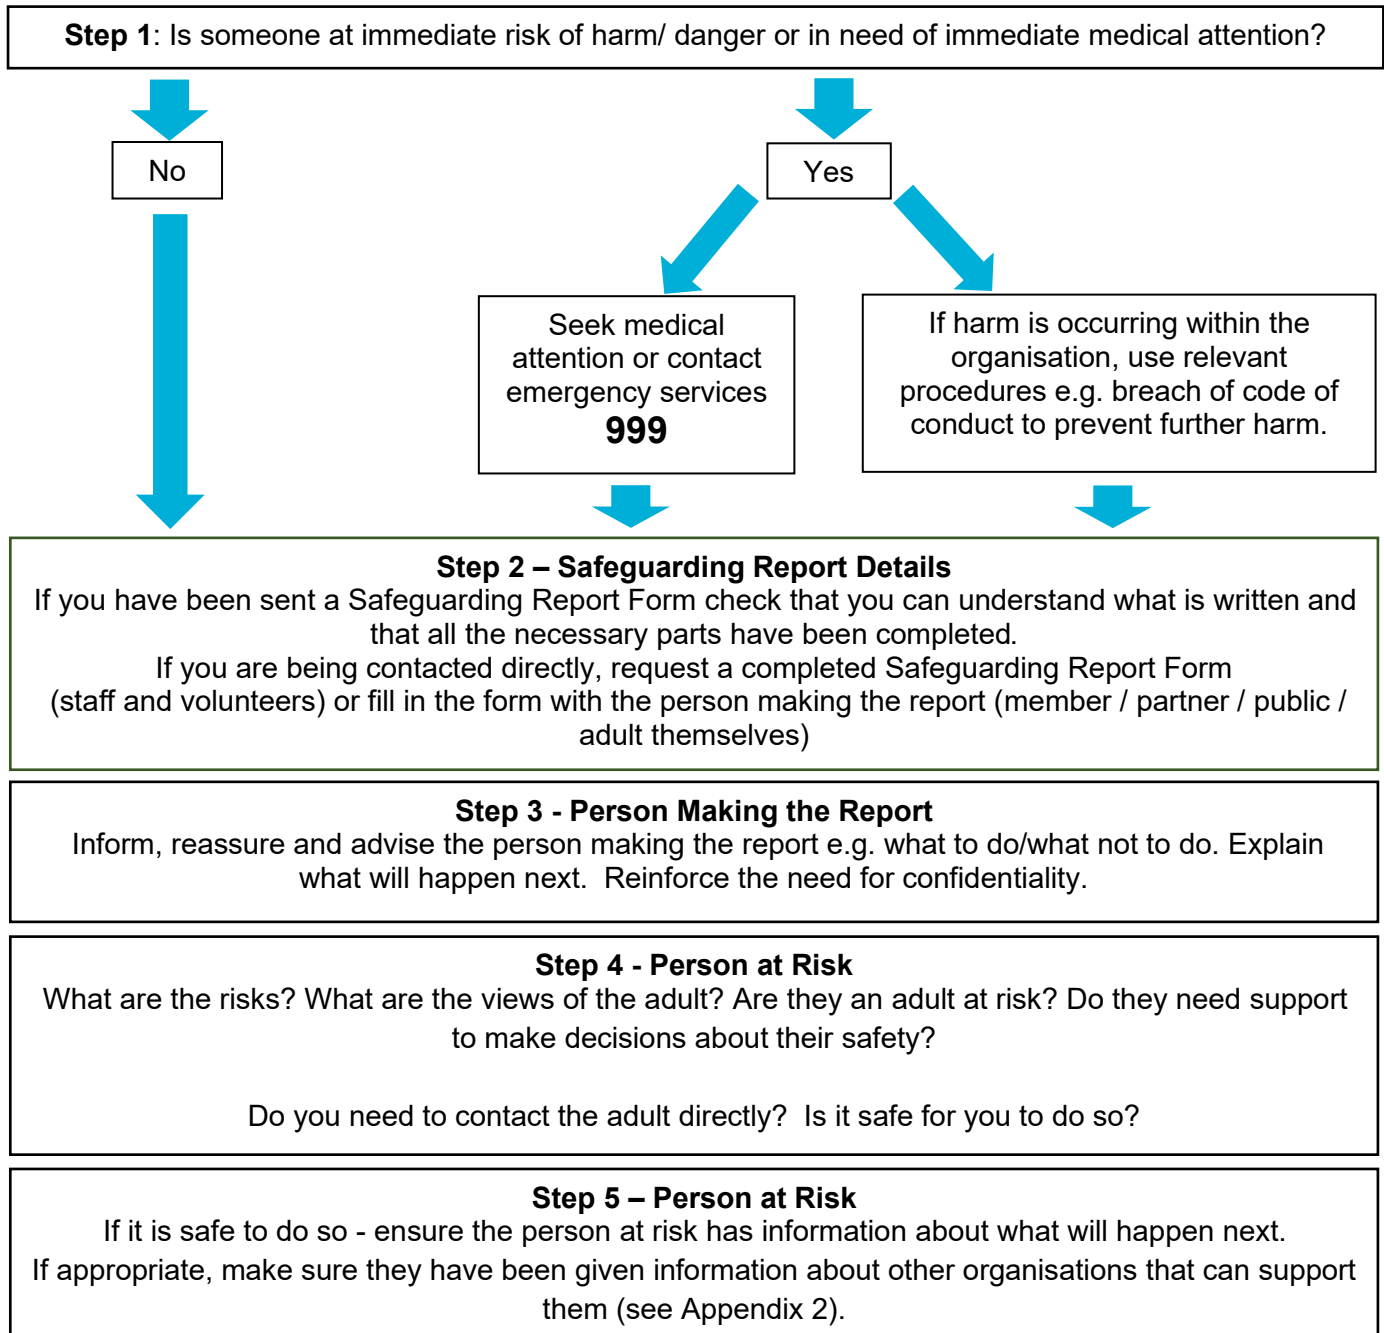 Step 1: Is someone at immediate risk of harm/ danger or in need of immediate medical attention?
No
Yes
Seek medical
attention or contact
emergency services
999
If harm is occurring within the
organisation, use relevant
procedures e.g. breach of code of
conduct to prevent further harm.
Step 2 – Safeguarding Report Details
If you have been sent a Safeguarding Report Form check that you can understand what is written and
that all the necessary parts have been completed.
If you are being contacted directly, request a completed Safeguarding Report Form
(staff and volunteers) or fill in the form with the person making the report (member / partner / public /
adult themselves)
Step 3 - Person Making the Report
Inform, reassure and advise the person making the report e.g. what to do/what not to do. Explain
what will happen next.  Reinforce the need for confidentiality.
Step 4 - Person at Risk
What are the risks? What are the views of the adult? Are they an adult at risk? Do they need support
to make decisions about their safety?
Do you need to contact the adult directly?  Is it safe for you to do so?
Step 5 – Person at Risk
If it is safe to do so - ensure the person at risk has information about what will happen next.
If appropriate, make sure they have been given information about other organisations that can support
them (see Appendix 2).